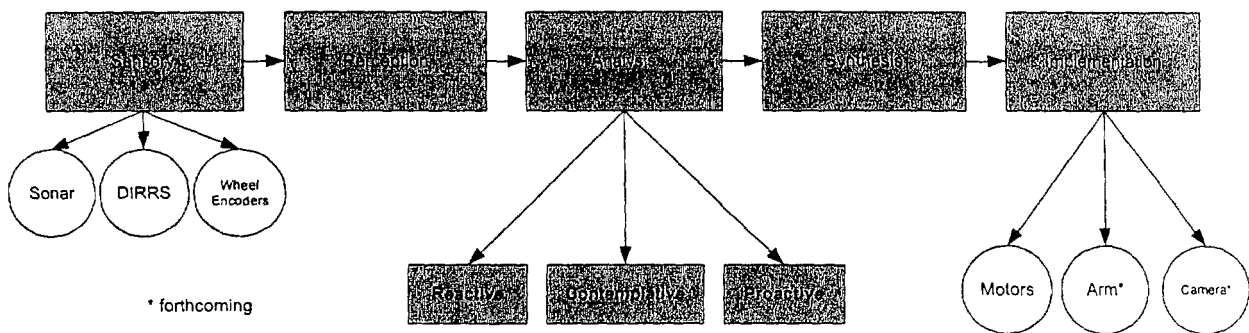 Sensory
Perception
Analysis
Synthesis
Implementation
Sonar
DIRRS
Wheel
Encoders
Reactive
Contemplative
Proactive
Motors
Arm*
Camera*
* forthcoming